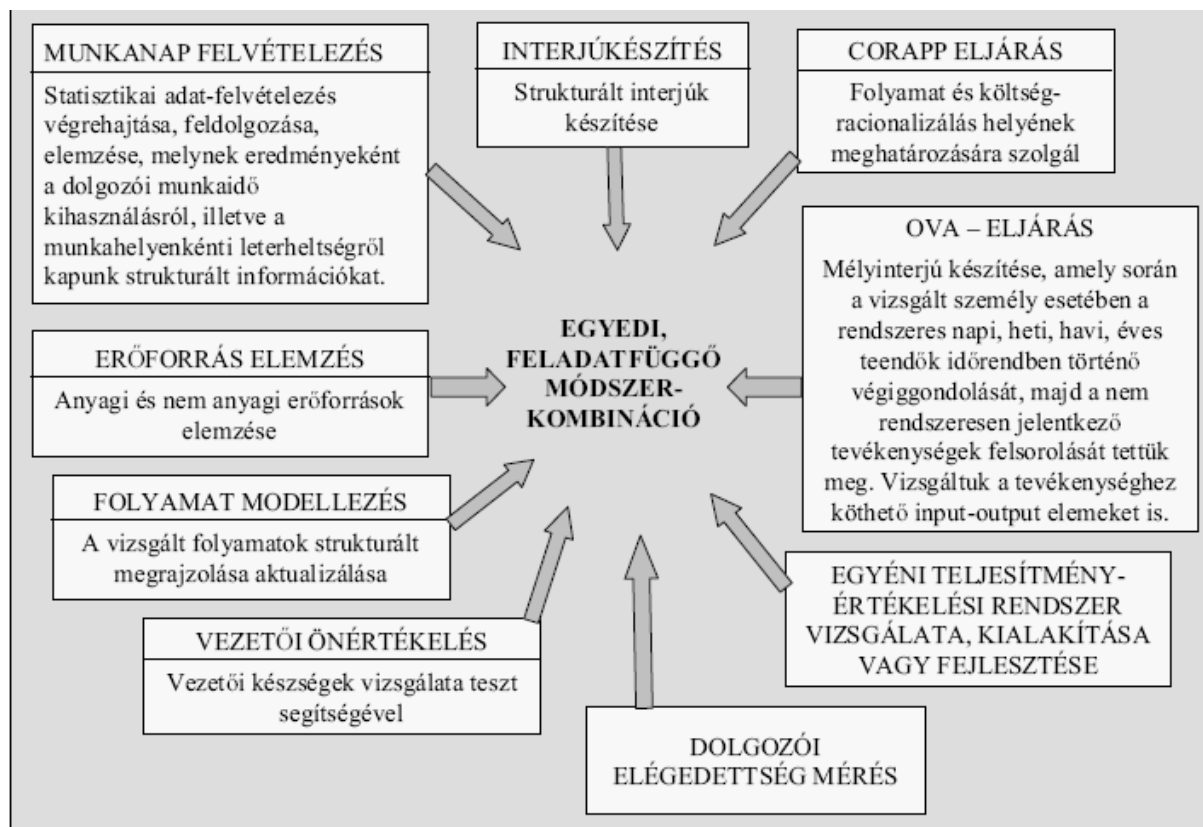 MUNKANAP FELVÉTELEZÉS
Statisztikai adat-felvételezés
végrehajtása, feldolgozása,
elemzése, melynek eredményeként
a dolgozói munkaidő
kihasználásról, illetve a
munkahelyenkénti leterheltségről
kapunk strukturált információkat.
INTERJÚKÉSZÍTÉS
Strukturált interjúk
készítése
CORAPP ELJÁRÁS
Folyamat és költség-
racionalizálás helyének
meghatározására szolgál
OVA – ELJÁRÁS
Mélyinterjú készítése, amely során
a vizsgált személy esetében a
rendszeres napi, heti, havi, éves
teendők időrendben történő
végiggondolását, majd a nem
rendszeresen jelentkező
tevékenységek felsorolását tettük
meg. Vizsgáltuk a tevékenységhez
köthető input-output elemeket is.
EGYEDI,
FELADATFÜGGŐ
MÓDSZER-
KOMBINÁCIÓ
ERŐFORRÁS ELEMZÉS
Anyagi és nem anyagi erőforrások
elemzése
FOLYAMAT MODELLEZÉS
A vizsgált folyamatok strukturált
megrajzolása aktualizálása
VEZETŐI ÖNÉRTÉKELÉS
Vezetői készségek vizsgálata teszt
segítségével
EGYÉNI TELJESÍTMÉNY-
ÉRTÉKELÉSI RENDSZER
VIZSGÁLATA, KIALAKÍTÁSA
VAGY FEJLESZTÉSE
DOLGOZÓI
ELÉGEDETTSÉG MÉRÉS